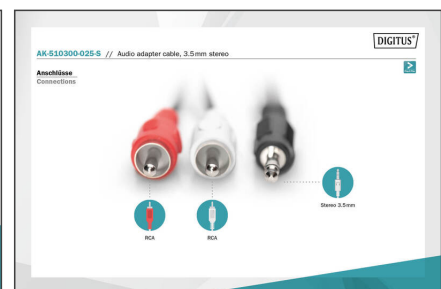 DIGITUS®
AK-510300-025-S // Audio adapter cable, 3.5mm stereo
Anschlüsse
Connections
Stereo 3.5mm
RCA
RCA